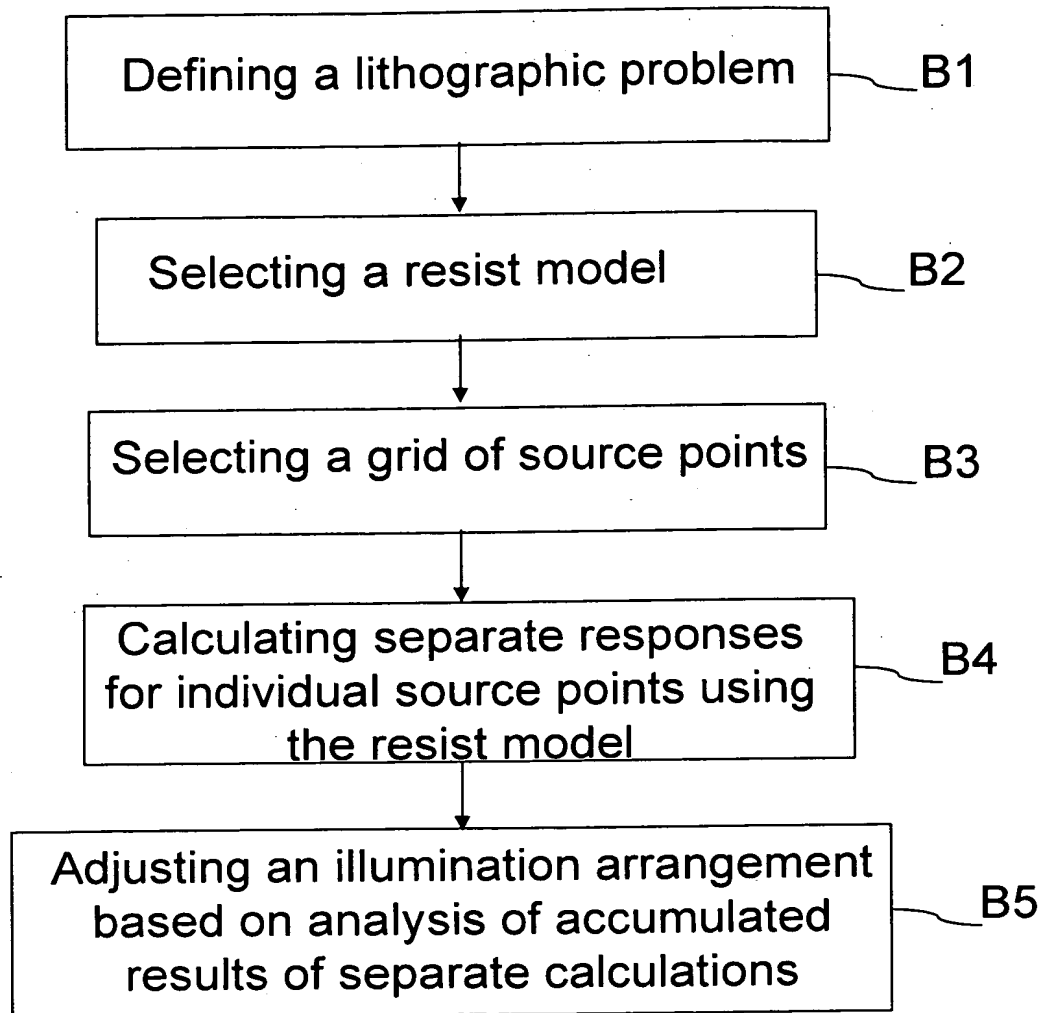 Defining a lithographic problem
B1
Selecting a resist model
B2
Selecting a grid of source points
B3
Calculating separate responses
for individual source points using
the resist model
B4
Adjusting an illumination arrangement
based on analysis of accumulated
results of separate calculations
B5